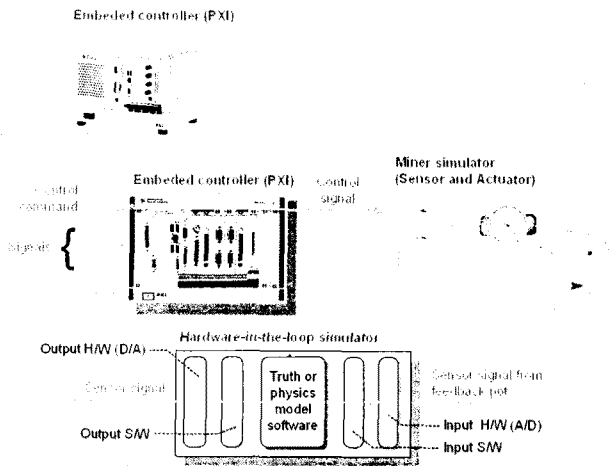 Embeded controller (PXI)
Embeded controller (PXI)
Miner simulator
(Sensor and Actuator)
Control
command
Control
signal
signals {
Hardware-in-the-loop simulator
Output H/W (D/A)
Sensor signal
Truth or
physics
model
software
Sensor signal from
feedback pot
Output S/W
Input H/W (A/D)
Input S/W